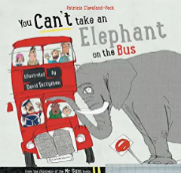 Patricia Cleveland-Peck
You Can't take an
Elephant
on the Bus
Illustrated by
David Tazzyman